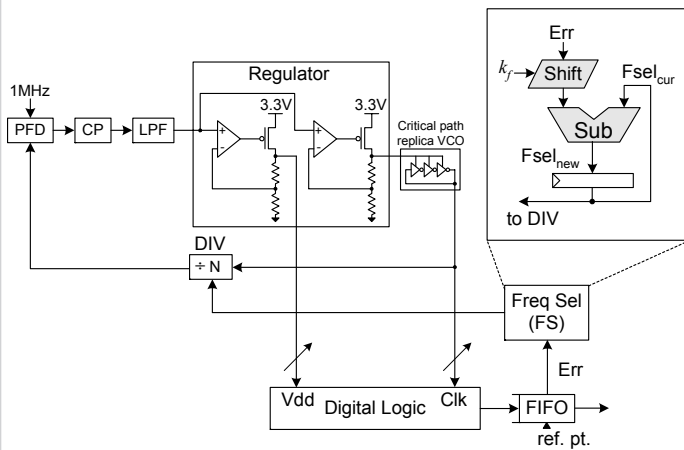 Regulator
3.3V
3.3V
1MHz
PFD
CP
LPF
+
-
+
-
Critical path
replica VCO
DIV
÷ N
Vdd
Digital Logic
Clk
FIFO
ref. pt.
Err
Freq Sel
(FS)
Err
k_f
Shift
Fsel_cur
Sub
Fsel_new
to DIV